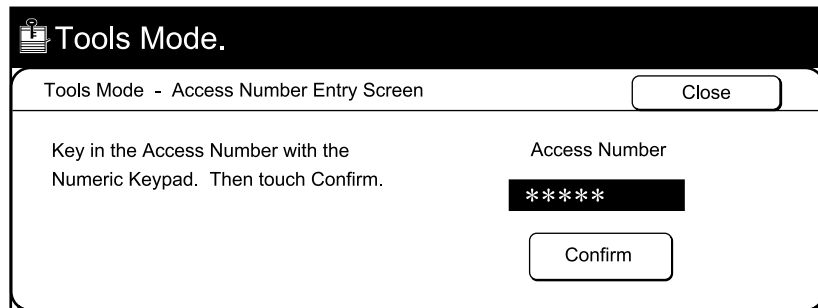 Tools Mode.
Tools Mode - Access Number Entry Screen
Close
Key in the Access Number with the
Numeric Keypad. Then touch Confirm.
Access Number
*****
Confirm